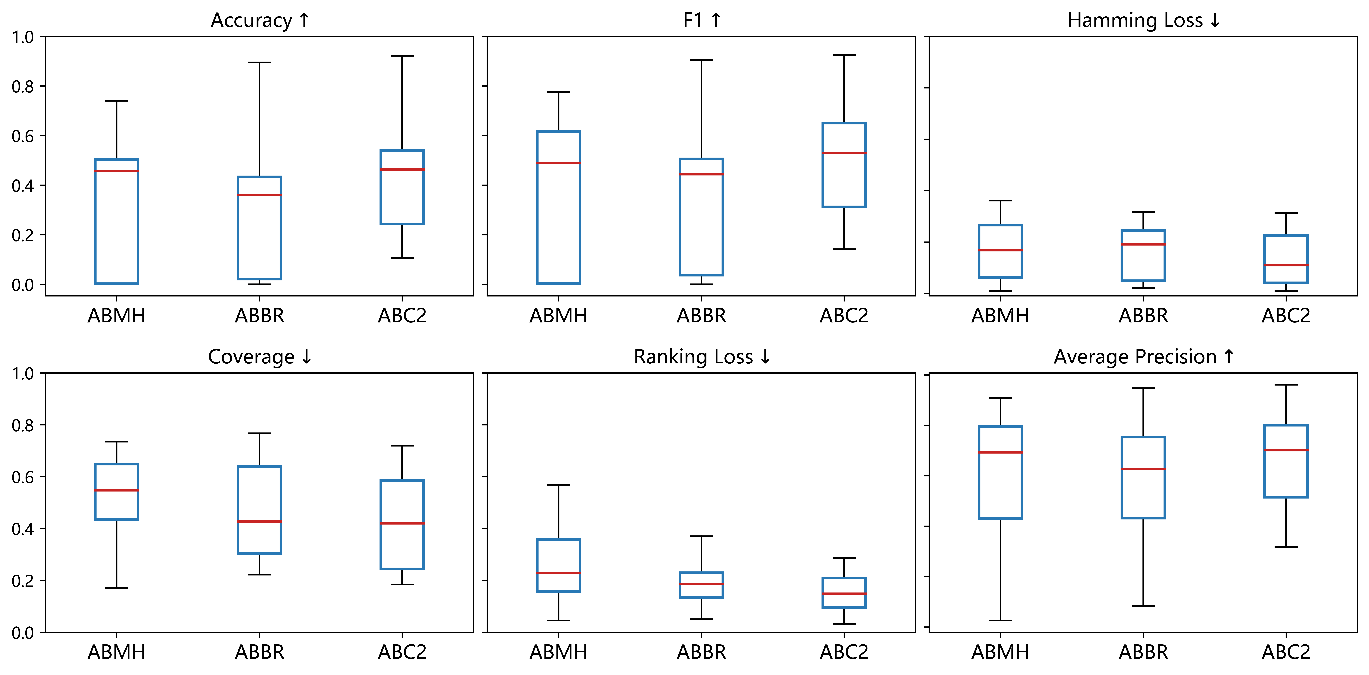 Accuracy ↑
F1 ↑
Hamming Loss ↓
1.0
0.8
0.6
0.4
0.2
0.0
ABMH ABBR ABC2
ABMH ABBR ABC2
ABMH ABBR ABC2
Coverage ↓
Ranking Loss ↓
Average Precision ↑
1.0
0.8
0.6
0.4
0.2
0.0
ABMH ABBR ABC2
ABMH ABBR ABC2
ABMH ABBR ABC2